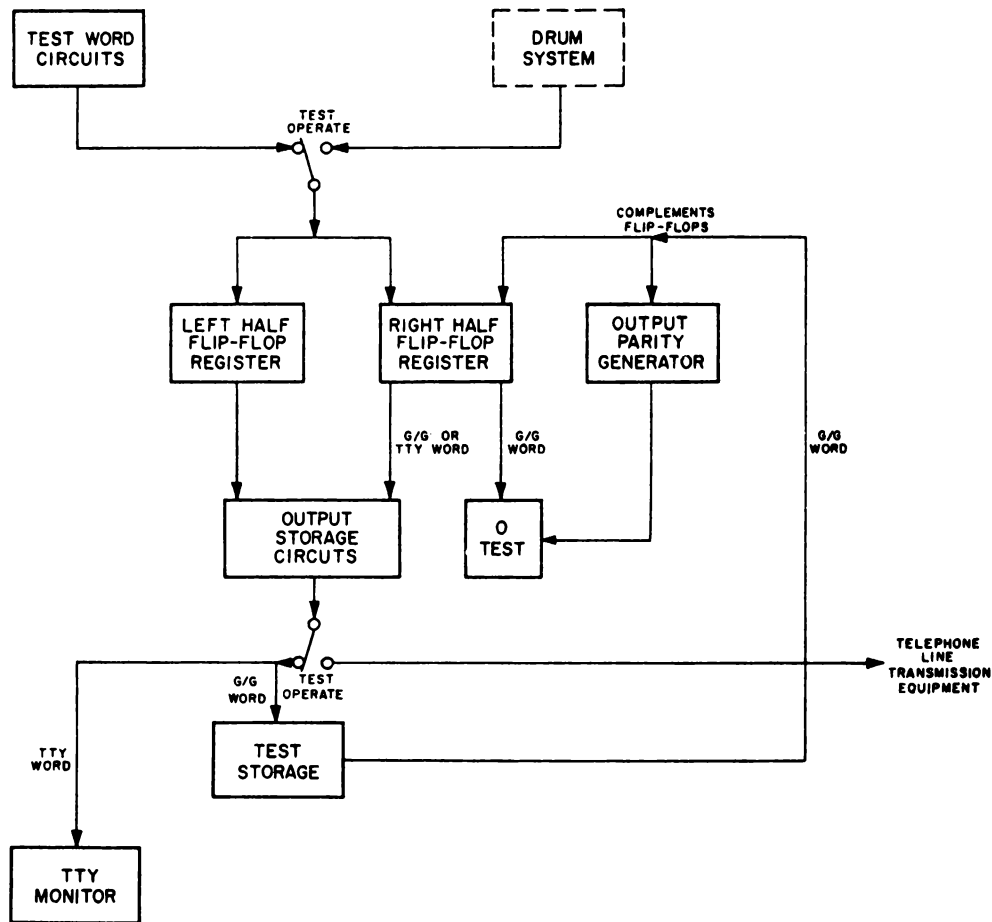 TEST WORD
CIRCUITS
DRUM
SYSTEM
TEST
OPERATE
COMPLEMENTS
FLIP-FLOPS
LEFT HALF
FLIP-FLOP
REGISTER
RIGHT HALF
FLIP-FLOP
REGISTER
OUTPUT
PARITY
GENERATOR
G/G OR
TTY WORD
G/G
WORD
G/G
WORD
OUTPUT
STORAGE
CIRCUTS
O
TEST
TEST
OPERATE
G/G
WORD
TELEPHONE
LINE
TRANSMISSION
EQUIPMENT
TTY
WORD
TEST
STORAGE
TTY
MONITOR